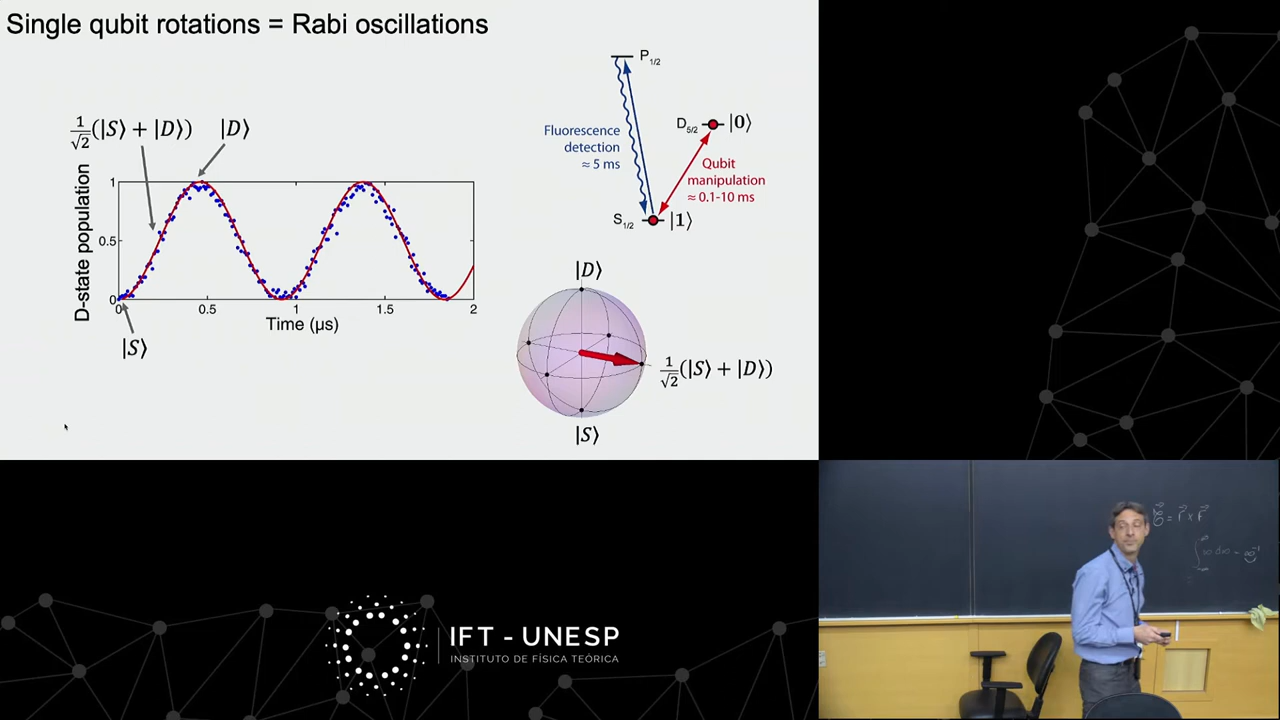 Single qubit rotations = Rabi oscillations
1/√2(|S⟩ + |D⟩)
|D⟩
D-state population
1
0.5
0
0
0.5
1
1.5
2
Time (μs)
|S⟩
P1/2
Fluorescence
detection
≈ 5 ms
D5/2
|0⟩
Qubit
manipulation
≈ 0.1-10 ms
S1/2
|1⟩
|D⟩
1/√2(|S⟩ + |D⟩)
|S⟩
IFT - UNESP
INSTITUTO DE FÍSICA TEÓRICA